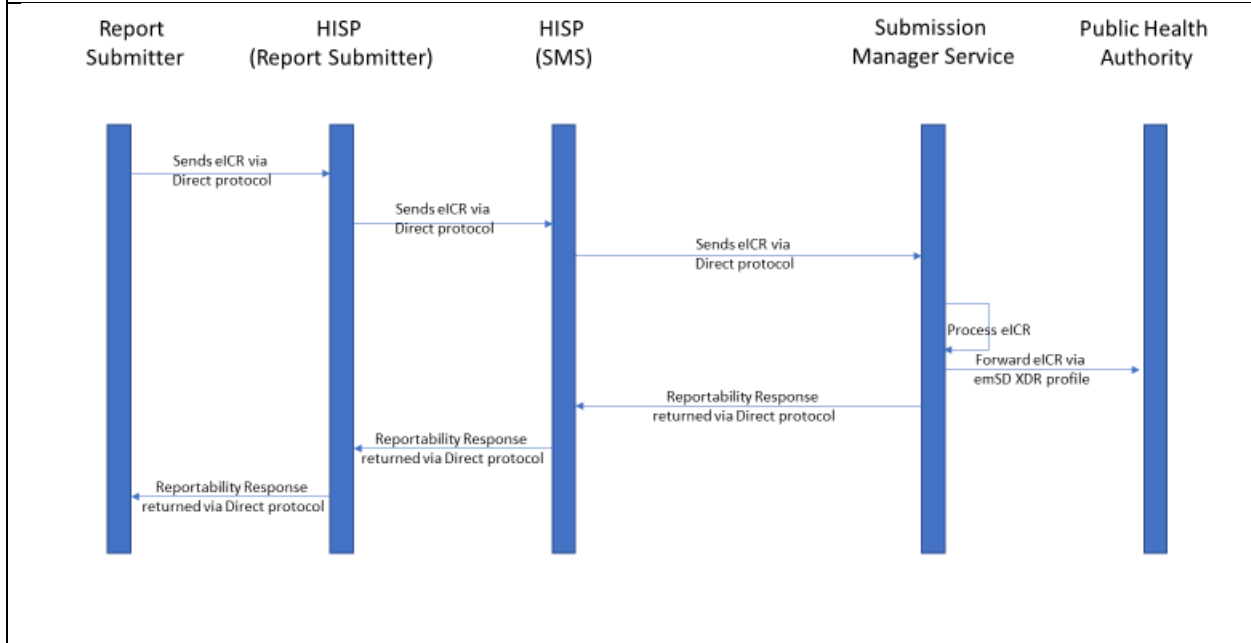 Report
Submitter
HISP
(Report Submitter)
HISP
(SMS)
Submission
Manager Service
Public Health
Authority
Sends eICR via
Direct protocol
Sends eICR via
Direct protocol
Sends eICR via
Direct protocol
Process eICR
Forward eICR via
emSD XDR profile
Reportability Response
returned via Direct protocol
Reportability Response
returned via Direct protocol
Reportability Response
returned via Direct protocol